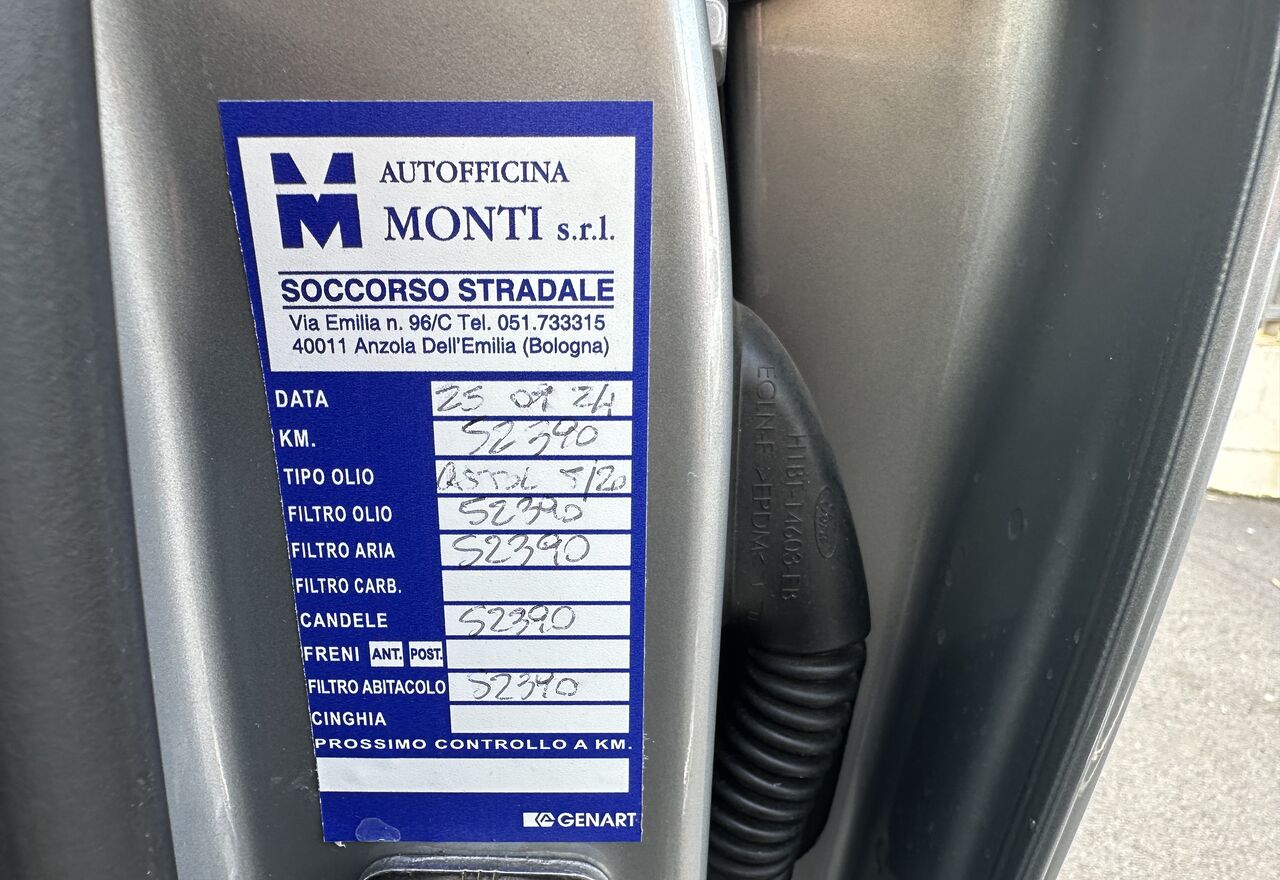 M
AUTOFFICINA
MONTI s.r.l.
SOCCORSO STRADALE
Via Emilia n. 96/C Tel. 051.733315
40011 Anzola Dell'Emilia (Bologna)
DATA 25 09 24
KM. 52390
TIPO OLIO 5/20
FILTRO OLIO 52390
FILTRO ARIA 52390
FILTRO CARB.
CANDELE 52390
FRENI ANT. POST.
FILTRO ABITACOLO 52390
CINGHIA
PROSSIMO CONTROLLO A KM.
GENART
Ford
>EPDM<